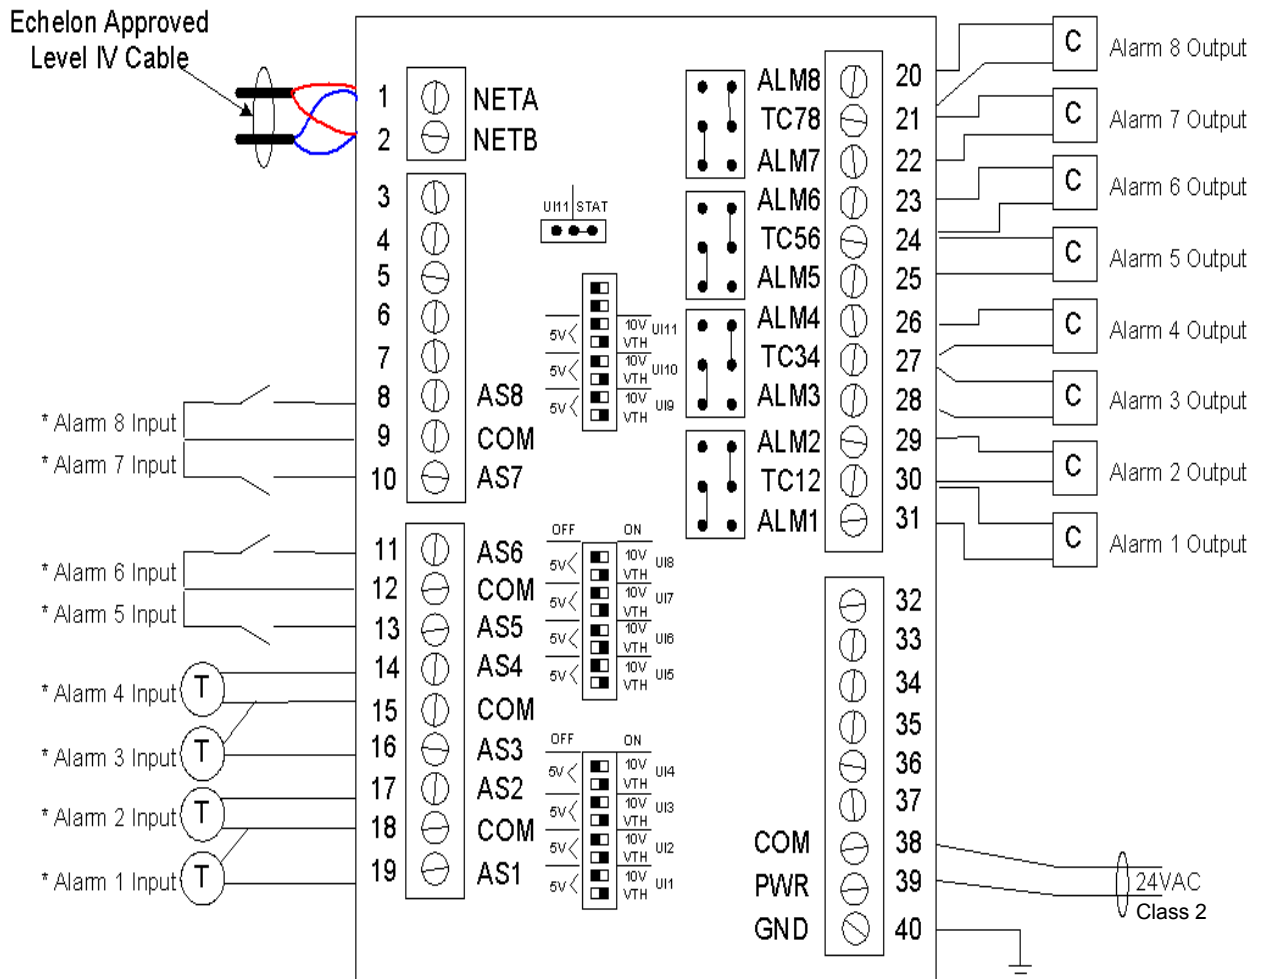 Echelon Approved
Level IV Cable
1 NETA
2 NETB
3
4
5
6
7
8 AS8
9 COM
10 AS7
11 AS6
12 COM
13 AS5
14 AS4
15 COM
16 AS3
17 AS2
18 COM
19 AS1
* Alarm 8 Input
* Alarm 7 Input
* Alarm 6 Input
* Alarm 5 Input
* Alarm 4 Input T
* Alarm 3 Input T
* Alarm 2 Input T
* Alarm 1 Input T
UI11 STAT
5V 10V VTH UI11
5V 10V VTH UI10
5V 10V VTH UI9
OFF ON
5V 10V VTH UI8
5V 10V VTH UI7
5V 10V VTH UI6
5V 10V VTH UI5
OFF ON
5V 10V VTH UI4
5V 10V VTH UI3
5V 10V VTH UI2
5V 10V VTH UI1
ALM8 20
TC78 21
ALM7 22
ALM6 23
TC56 24
ALM5 25
ALM4 26
TC34 27
ALM3 28
ALM2 29
TC12 30
ALM1 31
32
33
34
35
36
37
COM 38
PWR 39
GND 40
C Alarm 8 Output
C Alarm 7 Output
C Alarm 6 Output
C Alarm 5 Output
C Alarm 4 Output
C Alarm 3 Output
C Alarm 2 Output
C Alarm 1 Output
24VAC
Class 2